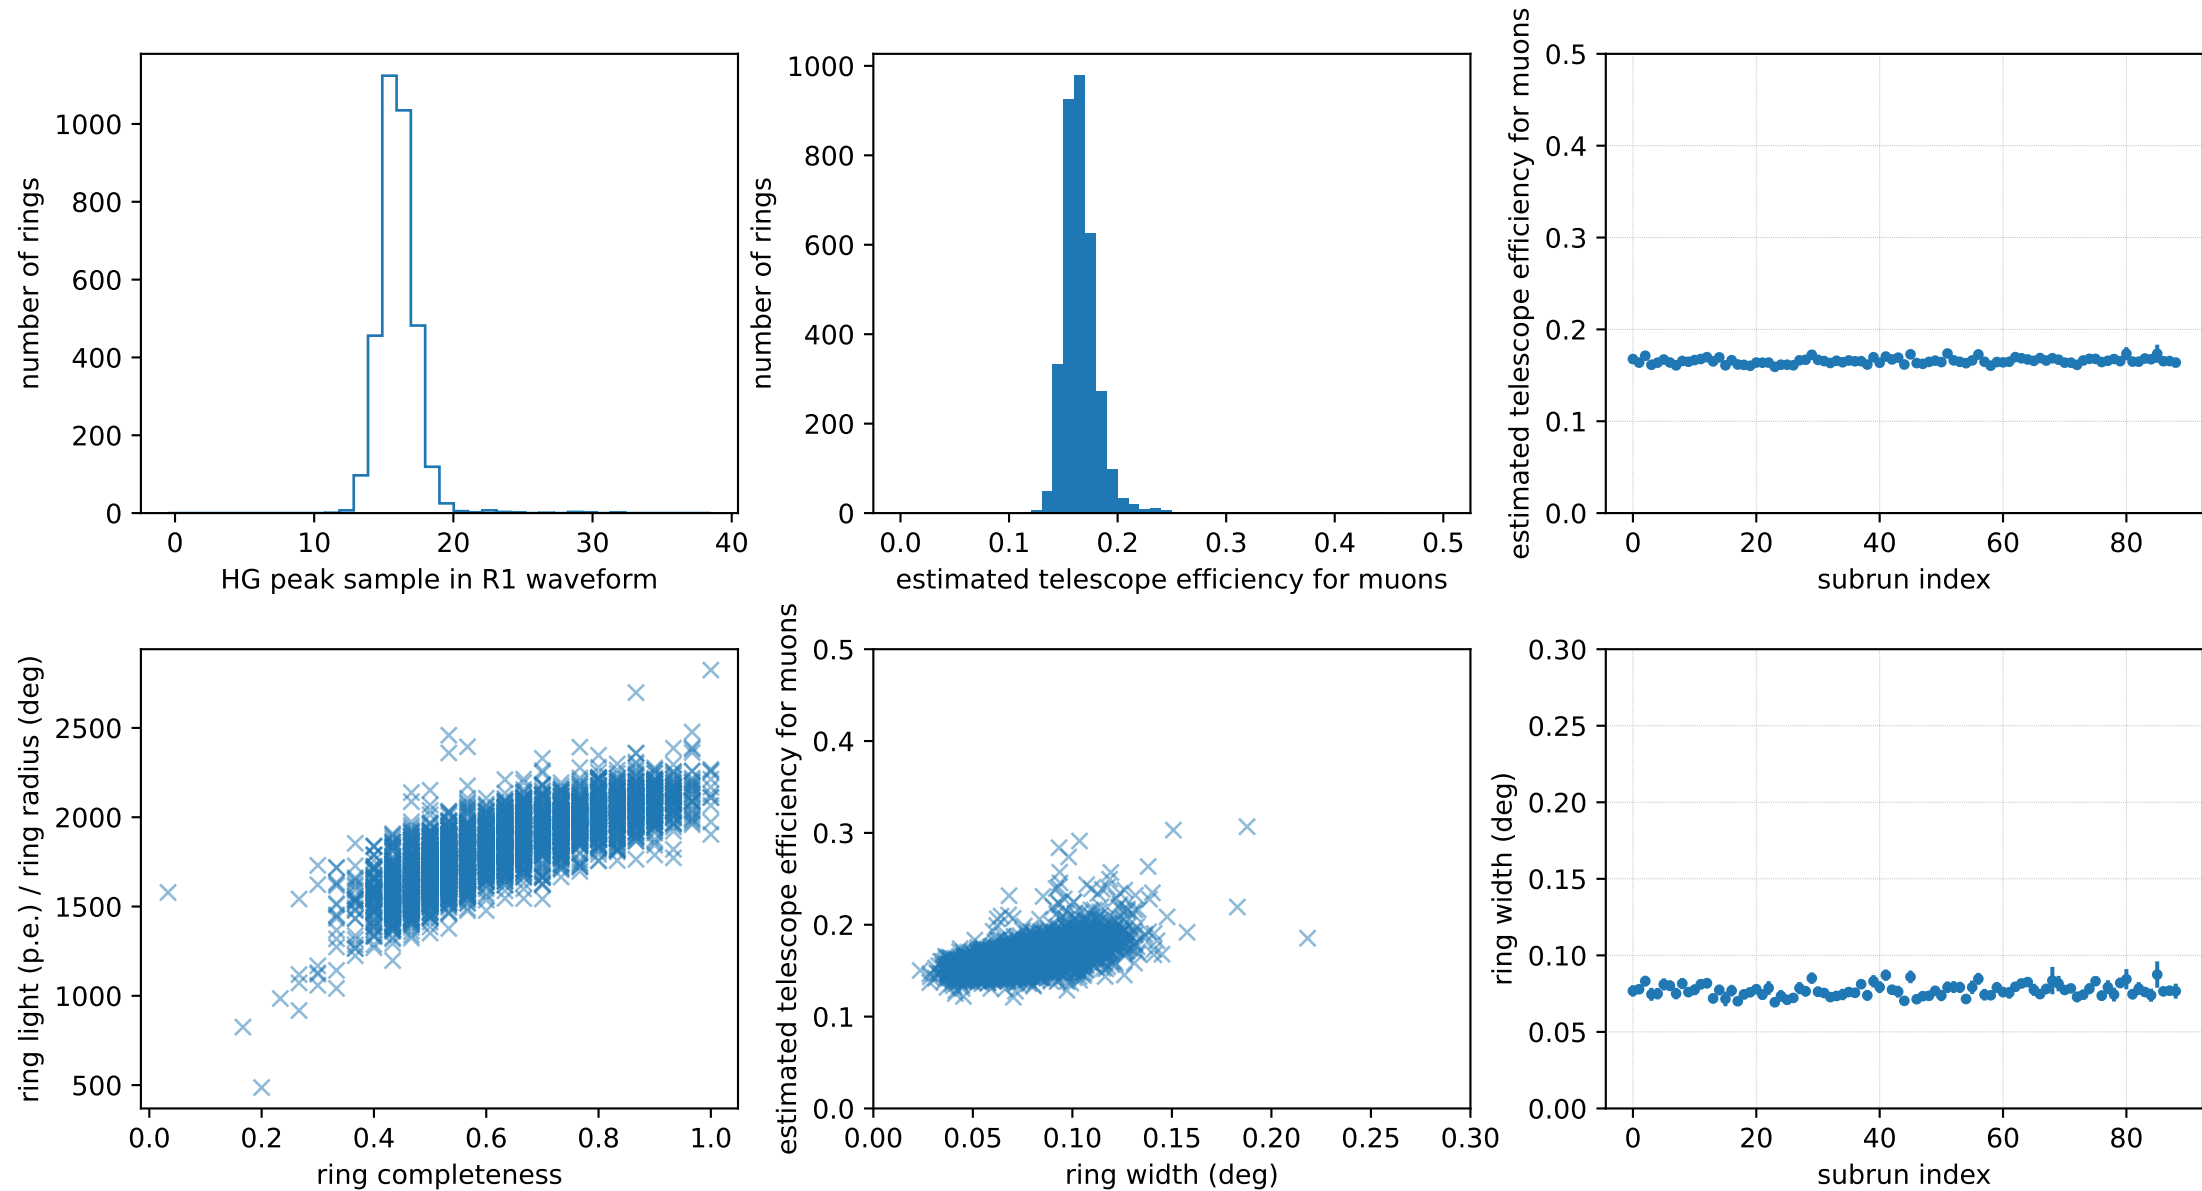 number of rings
1000
800
600
400
200
0
0 10 20 30 40
HG peak sample in R1 waveform
number of rings
1000
800
600
400
200
0
0.0 0.1 0.2 0.3 0.4 0.5
estimated telescope efficiency for muons
estimated telescope efficiency for muons
0.5
0.4
0.3
0.2
0.1
0.0
0 20 40 60 80
subrun index
ring light (p.e.) / ring radius (deg)
2500
2000
1500
1000
500
0.0 0.2 0.4 0.6 0.8 1.0
ring completeness
estimated telescope efficiency for muons
0.5
0.4
0.3
0.2
0.1
0.0
0.00 0.05 0.10 0.15 0.20 0.25 0.30
ring width (deg)
ring width (deg)
0.30
0.25
0.20
0.15
0.10
0.05
0.00
0 20 40 60 80
subrun index